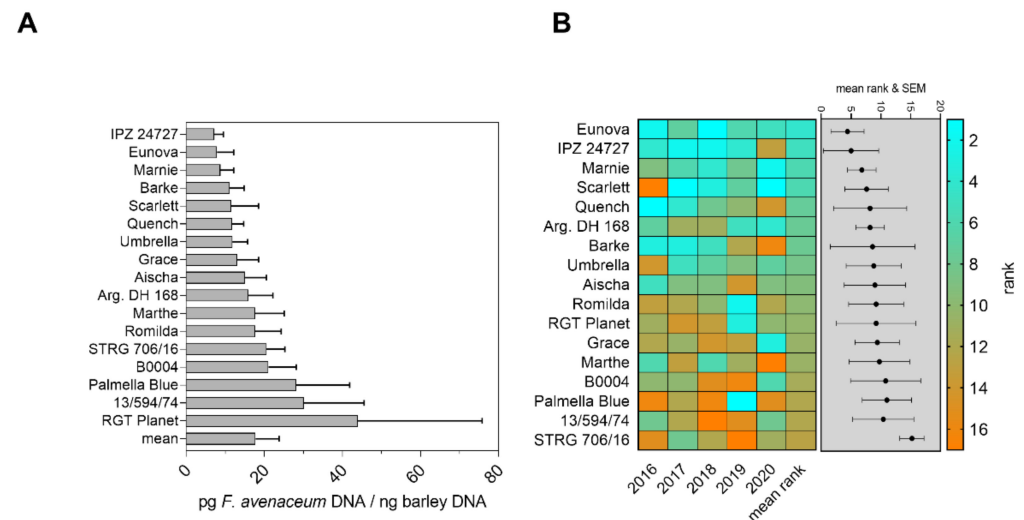 A
IPZ 24727
Eunova
Marnie
Barke
Scarlett
Quench
Umbrella
Grace
Aischa
Arg. DH 168
Marthe
Romilda
STRG 706/16
B0004
Palmella Blue
13/594/74
RGT Planet
mean
0 20 40 60 80
pg F. avenaceum DNA / ng barley DNA
B
mean rank & SEM
0 5 10 15 20
Eunova
IPZ 24727
Marnie
Scarlett
Quench
Arg. DH 168
Barke
Umbrella
Aischa
Romilda
RGT Planet
Grace
Marthe
B0004
Palmella Blue
13/594/74
STRG 706/16
2016 2017 2018 2019 2020 mean rank
2
4
6
8
10
12
14
16
rank